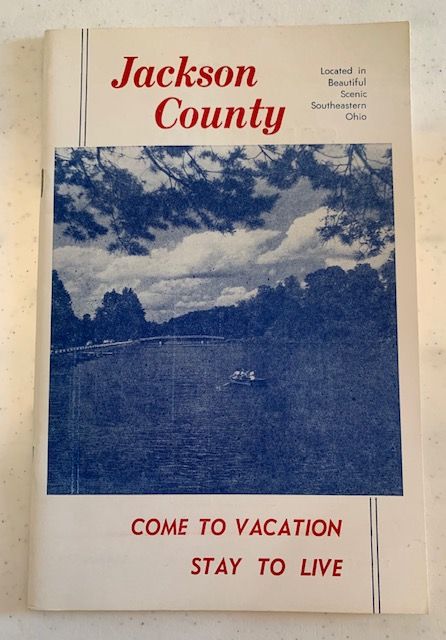 Jackson
County
Located in
Beautiful
Scenic
Southeastern
Ohio
COME TO VACATION
STAY TO LIVE